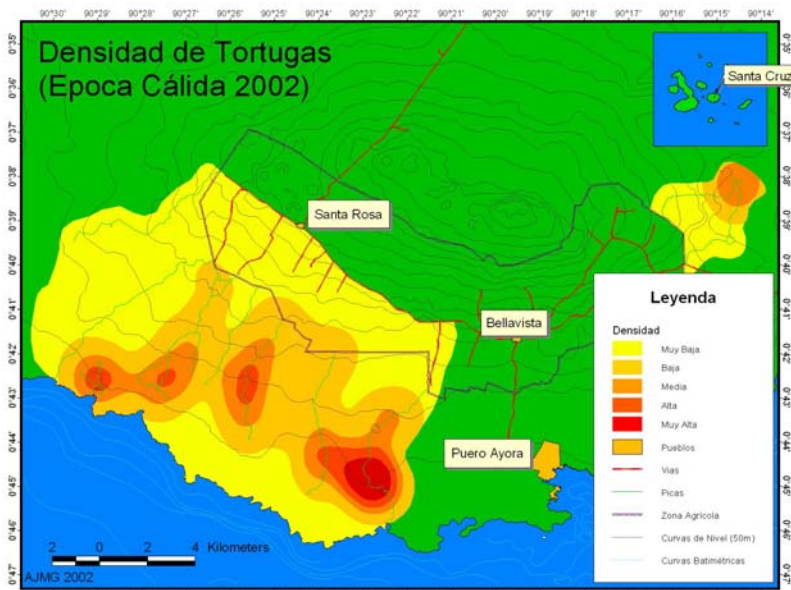 90°30' 90°29' 90°28' 90°27' 90°26' 90°25' 90°24' 90°23' 90°22' 90°21' 90°20' 90°19' 90°18' 90°17' 90°16' 90°15' 90°14'
Densidad de Tortugas
(Epoca Cálida 2002)
Santa Cruz
0°35'
0°36'
0°37'
0°38'
0°39'
0°40'
0°41'
0°42'
0°43'
0°44'
0°45'
0°46'
0°47'
Santa Rosa
Bellavista
Puero Ayora
Leyenda
Densidad
Muy Baja
Baja
Media
Alta
Muy Alta
Pueblos
Vias
Picas
Zona Agrícola
Curvas de Nivel (50m)
Curvas Batimétricas
2 0 2 4 Kilometers
AJMG 2002